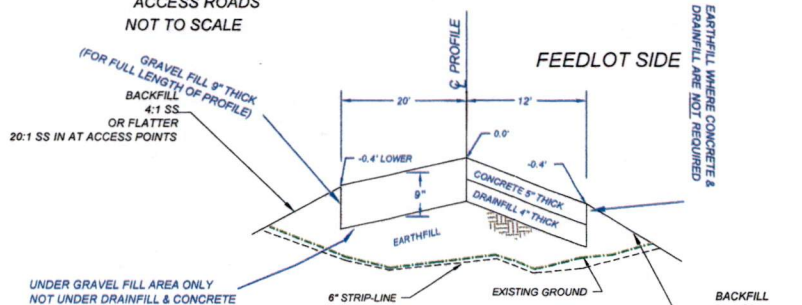 ACCESS ROADS
NOT TO SCALE
GRAVEL FILL 9" THICK
(FOR FULL LENGTH OF PROFILE)
BACKFILL
4:1 SS
OR FLATTER
20:1 SS IN AT ACCESS POINTS
℄ PROFILE
FEEDLOT SIDE
EARTHFILL WHERE CONCRETE &
DRAINFILL ARE NOT REQUIRED
20'
12'
0.0'
-0.4' LOWER
-0.4'
9"
CONCRETE 5" THICK
DRAINFILL 4" THICK
EARTHFILL
UNDER GRAVEL FILL AREA ONLY
NOT UNDER DRAINFILL & CONCRETE
6" STRIP-LINE
EXISTING GROUND
BACKFILL